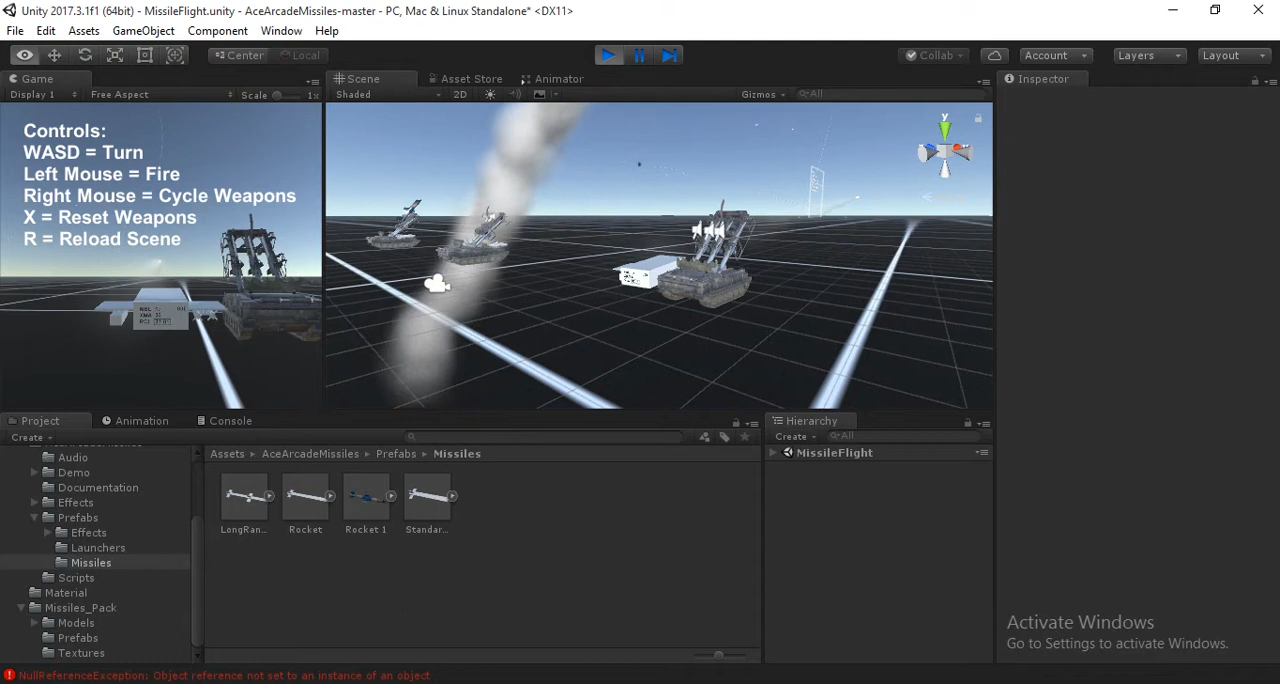 Unity 2017.3.1f1 (64bit) - MissileFlight.unity - AceArcadeMissiles-master - PC, Mac & Linux Standalone* <DX11>
File Edit Assets GameObject Component Window Help
Center Local Collab Account Layers Layout
Game Scene Asset Store Animator Inspector
Display 1 Free Aspect Scale 1x Shaded 2D Gizmos All
y
Controls:
WASD = Turn
Left Mouse = Fire
Right Mouse = Cycle Weapons
X = Reset Weapons
R = Reload Scene
Project Animation Console Hierarchy
Create Create All
Audio
Demo
Documentation
Effects
Prefabs
Effects
Launchers
Missiles
Scripts
Material
Missiles_Pack
Models
Prefabs
Textures
Assets AceArcadeMissiles Prefabs Missiles
LongRan... Rocket Rocket 1 Standar...
MissileFlight
Activate Windows
Go to Settings to activate Windows.
NullReferenceException: Object reference not set to an instance of an object